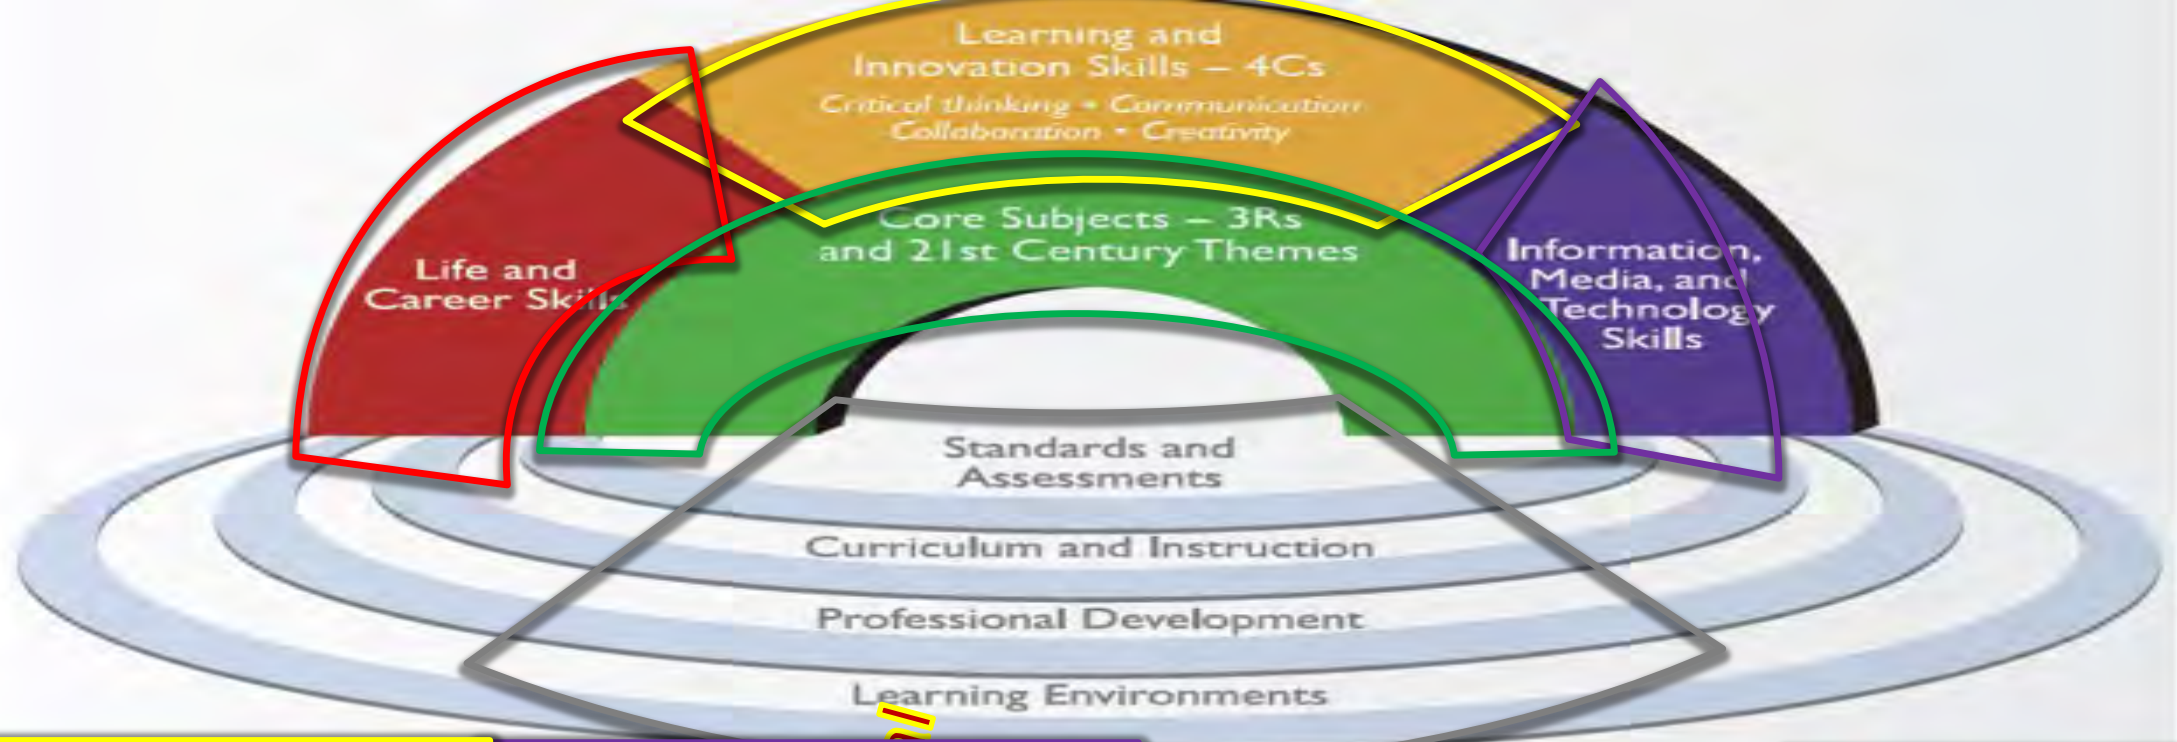 Learning and
Innovation Skills – 4Cs
Critical thinking • Communication
Collaboration • Creativity
Core Subjects – 3Rs
and 21st Century Themes
Life and
Career Skills
Information,
Media, and
Technology
Skills
Standards and
Assessments
Curriculum and Instruction
Professional Development
Learning Environments